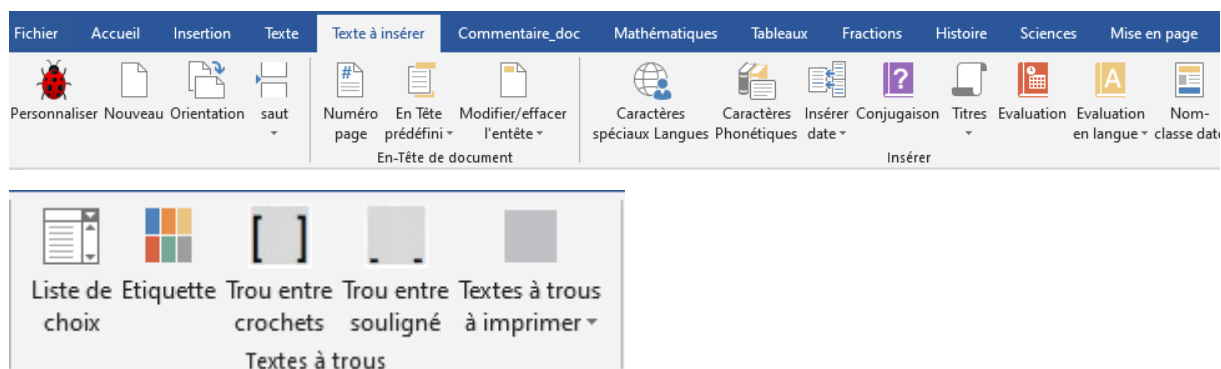 Fichier Accueil Insertion Texte Texte à insérer Commentaire_doc Mathématiques Tableaux Fractions Histoire Sciences Mise en page
Personnaliser Nouveau Orientation saut Numéro En Tête Modifier/effacer Caractères Caractères Insérer Conjugaison Titres Evaluation Evaluation Nom-
page prédéfini l'entête spéciaux Langues Phonétiques date en langue classe date
En-Tête de document Insérer
Liste de Etiquette Trou entre Trou entre Textes à trous
choix crochets souligné à imprimer
Textes à trous